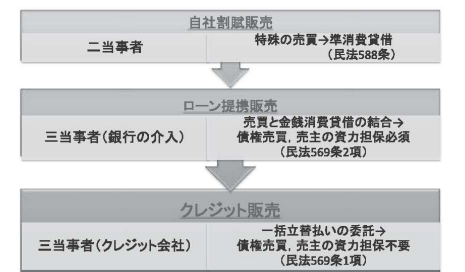 自社割賦販売
二当事者
特殊の売買→準消費貸借
(民法588条)
ローン提携販売
三当事者(銀行の介入)
売買と金銭消費貸借の結合→
債権売買,売主の資力担保必須
(民法569条2項)
クレジット販売
三当事者(クレジット会社)
一括立替払いの委託→
債権売買,売主の資力担保不要
(民法569条1項)